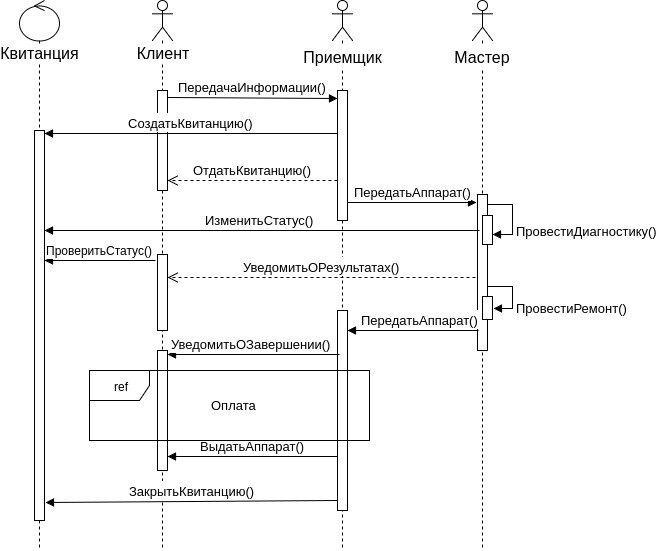 Квитанция
Клиент
Приемщик
Мастер
ПередачаИнформации()
СоздатьКвитанцию()
ОтдатьКвитанцию()
ПередатьАппарат()
ИзменитьСтатус()
ПровестиДиагностику()
ПроверитьСтатус()
УведомитьОРезультатах()
ПровестиРемонт()
ПередатьАппарат()
УведомитьОЗавершении()
ref
Оплата
ВыдатьАппарат()
ЗакрытьКвитанцию()